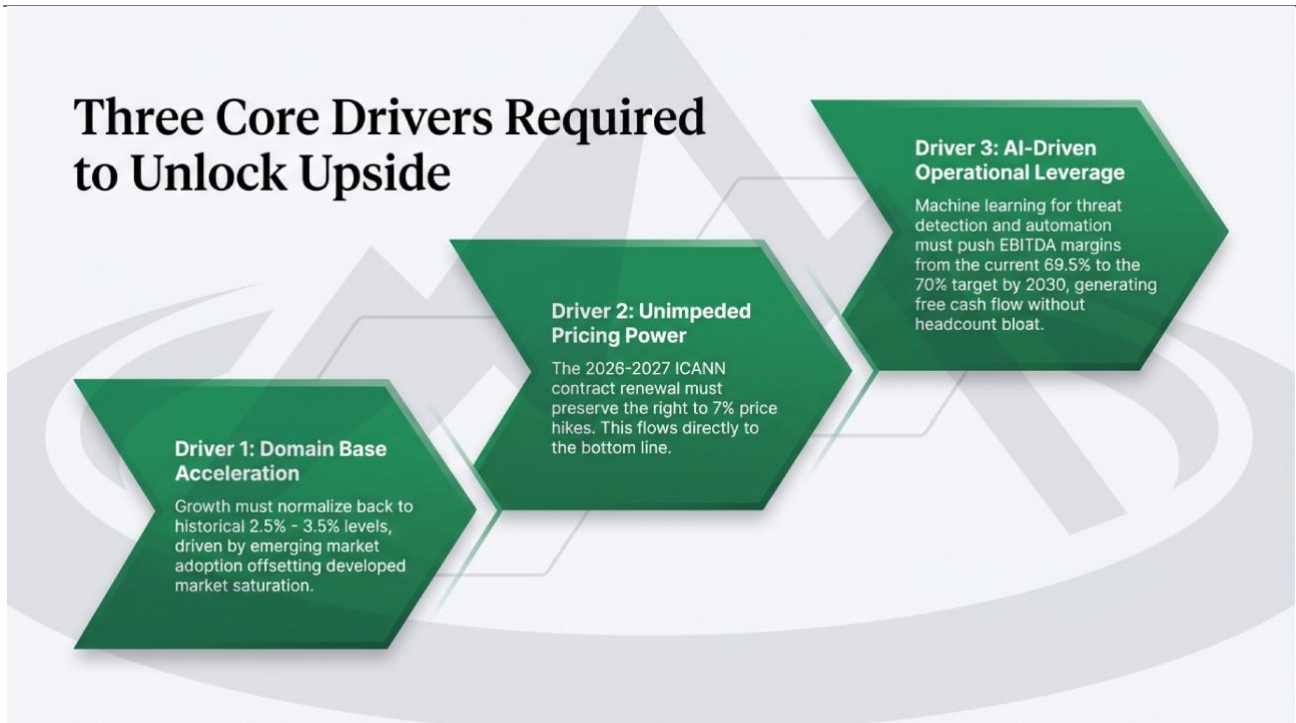 Three Core Drivers Required
to Unlock Upside
Driver 1: Domain Base
Acceleration
Growth must normalize back to
historical 2.5% - 3.5% levels,
driven by emerging market
adoption offsetting developed
market saturation.
Driver 2: Unimpeded
Pricing Power
The 2026-2027 ICANN
contract renewal must
preserve the right to 7% price
hikes. This flows directly to
the bottom line.
Driver 3: AI-Driven
Operational Leverage
Machine learning for threat
detection and automation
must push EBITDA margins
from the current 69.5% to the
70% target by 2030, generating
free cash flow without
headcount bloat.